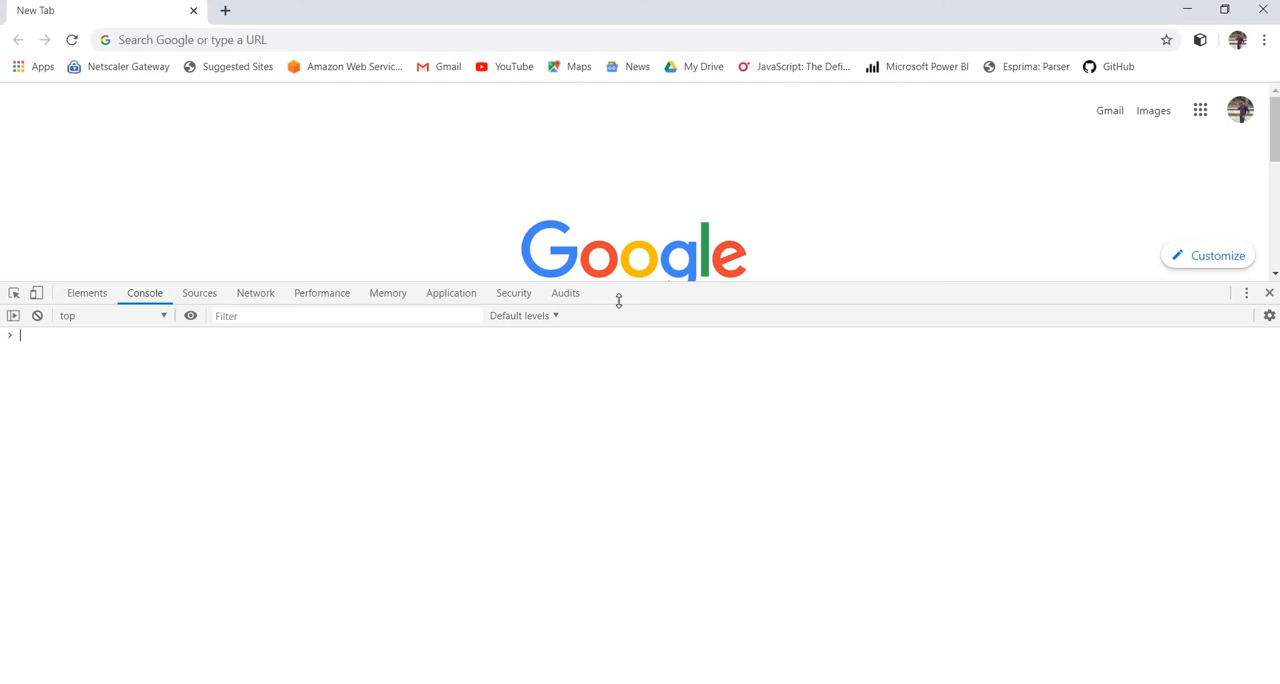 New Tab
Search Google or type a URL
Apps Netscaler Gateway Suggested Sites Amazon Web Servic... Gmail YouTube Maps News My Drive JavaScript: The Defi... Microsoft Power BI Esprima: Parser GitHub
Gmail Images
Google
Customize
Elements Console Sources Network Performance Memory Application Security Audits
top Filter Default levels